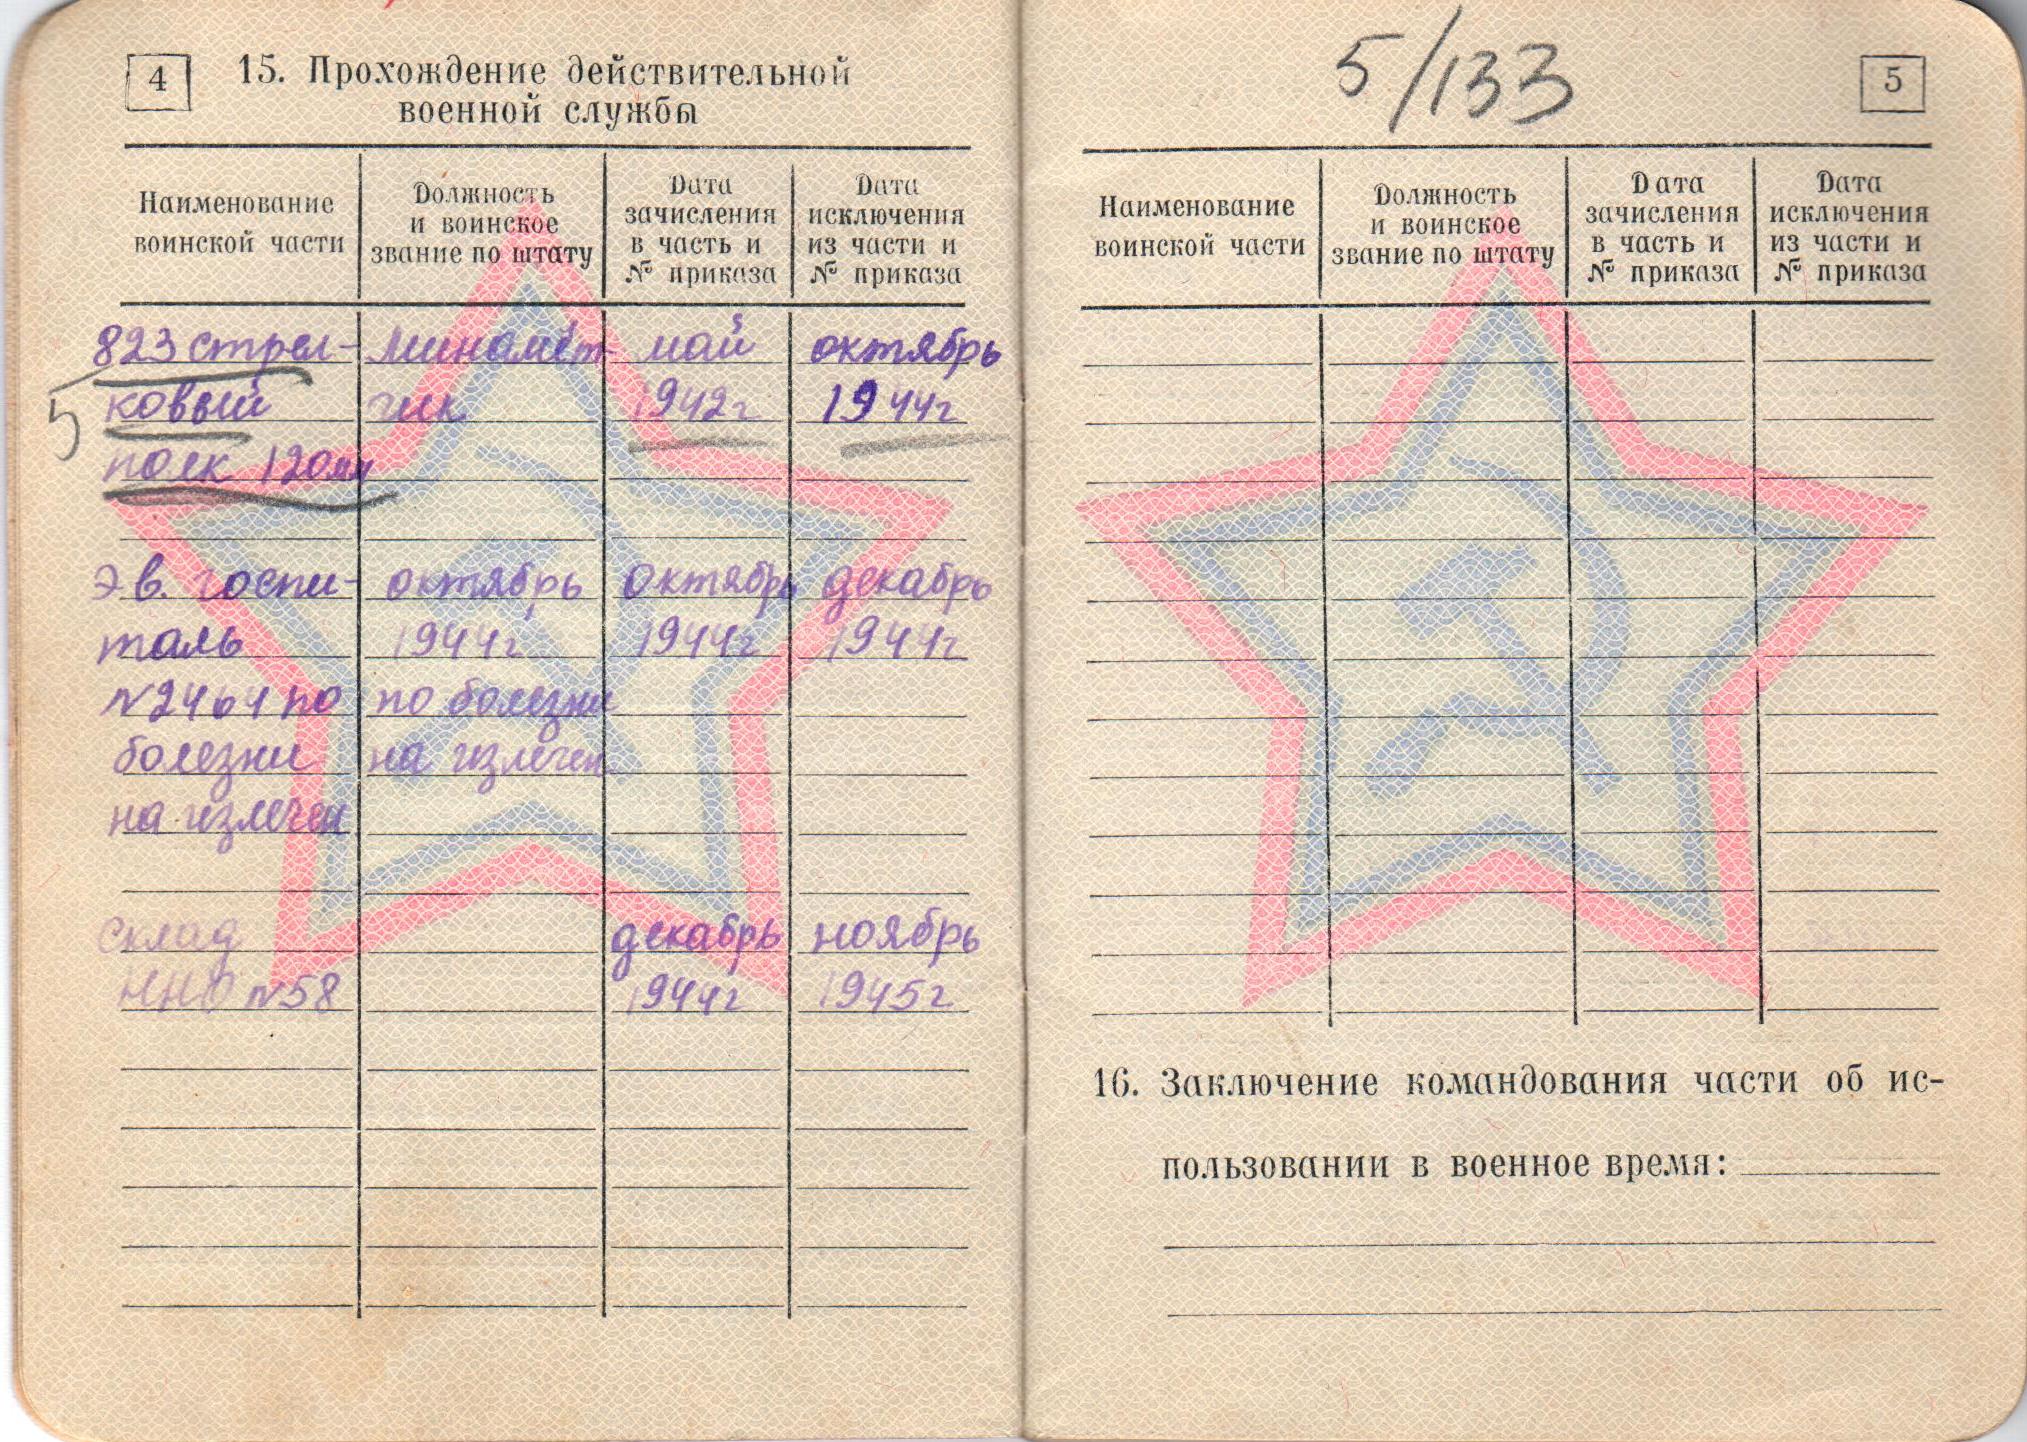 4
15. Прохождение действительной
военной службы
Наименование
воинской части
Должность
и воинское
звание по штату
Дата
зачисления
в часть и
№ приказа
Дата
исключения
из части и
№ приказа
823 стрел- Миномёт- май октябрь
5 ковый чик 1942г 1944г
полк 120мм
Эв. госпи- октябрь октябрь декабрь
таль 1944г 1944г 1944г
№2464 по по болезни
болезни на излечен
на излечен
Склад декабрь ноябрь
№58 1944г 1945г
5/133
5
Наименование
воинской части
Должность
и воинское
звание по штату
Дата
зачисления
в часть и
№ приказа
Дата
исключения
из части и
№ приказа
16. Заключение командования части об ис-
пользовании в военное время: